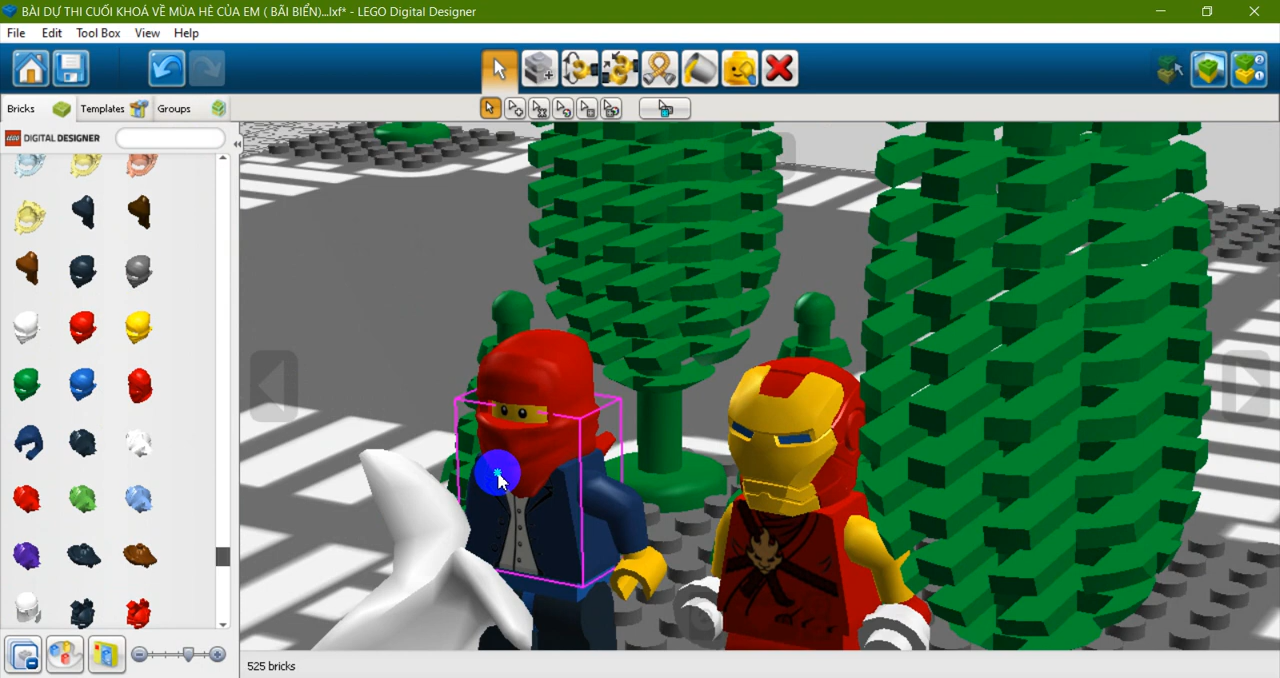 BÀI DỰ THI CUỐI KHOÁ VỀ MÙA HÈ CỦA EM ( BÃI BIỂN)...lxf* - LEGO Digital Designer
File Edit Tool Box View Help
Bricks Templates Groups
LEGO DIGITAL DESIGNER
525 bricks